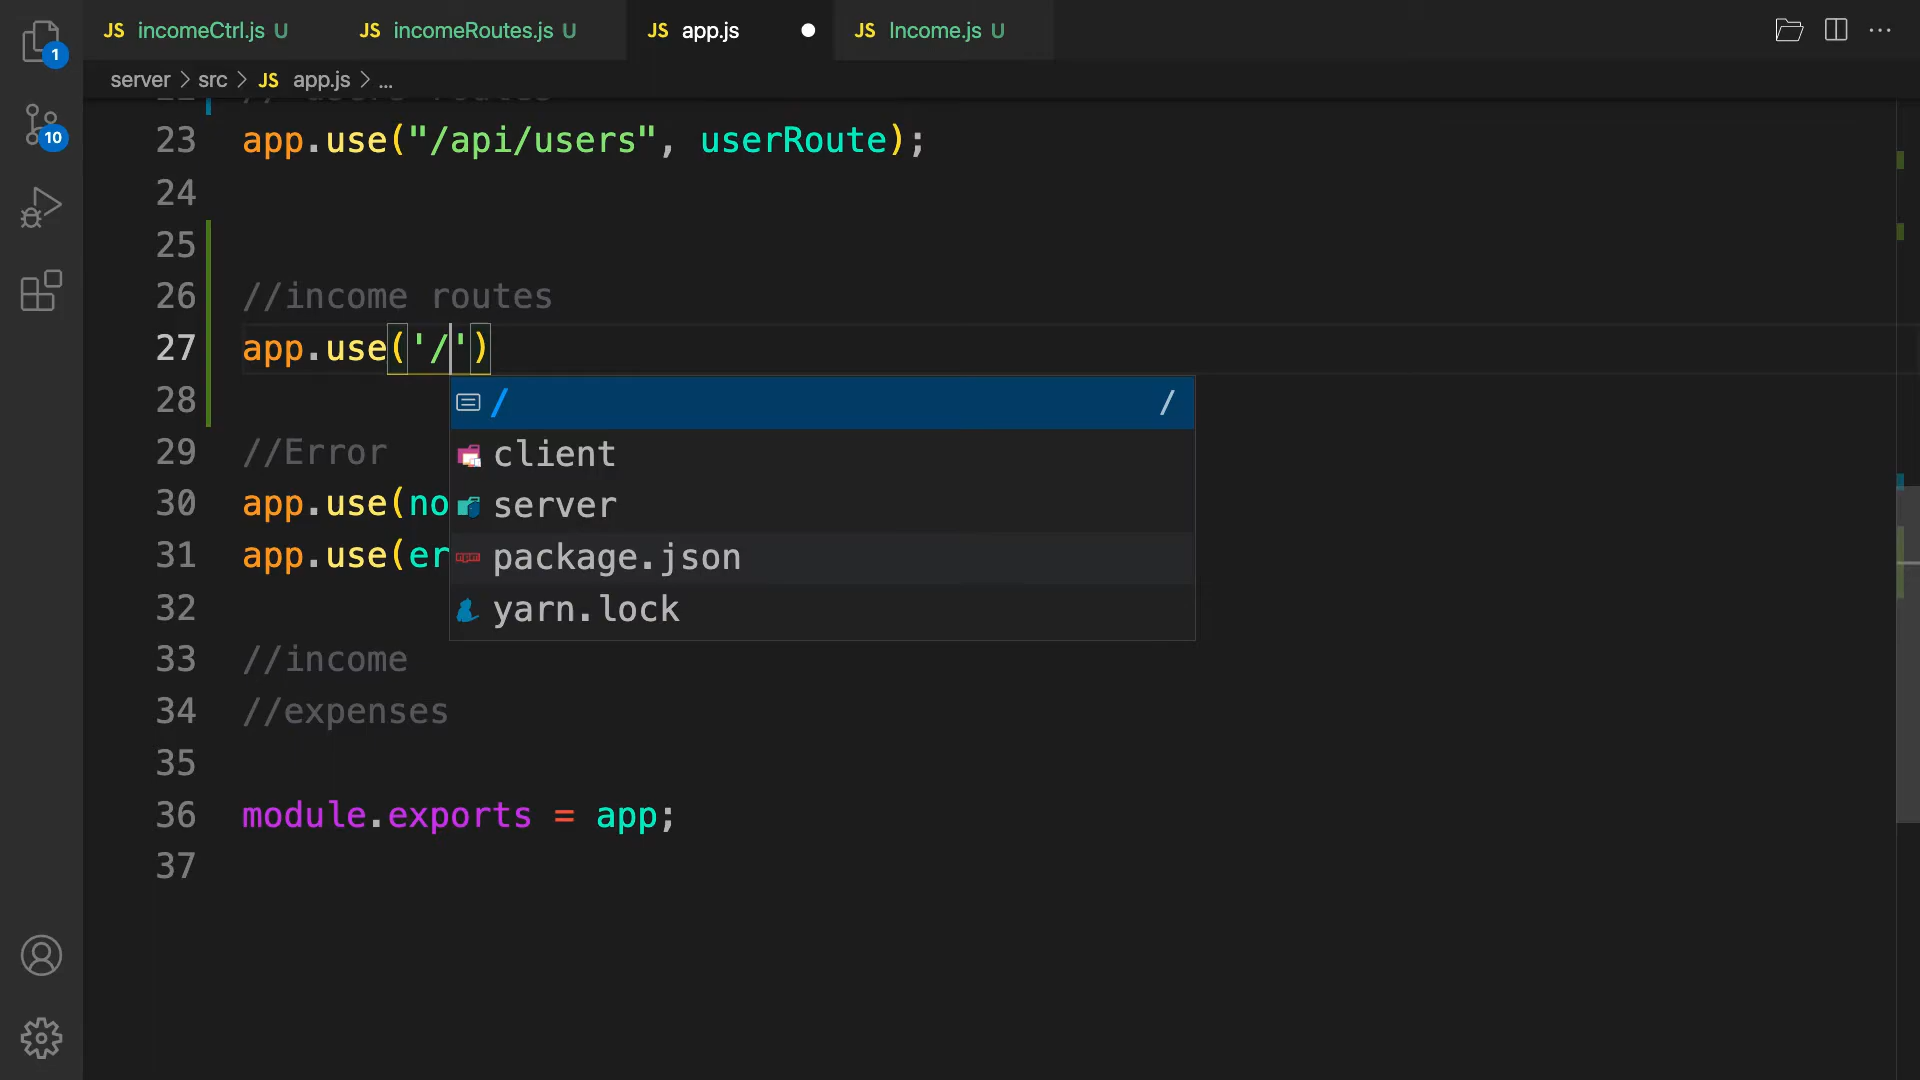 1
10
JS incomeCtrl.js U
JS incomeRoutes.js U
JS app.js
JS Income.js U
server > src > JS app.js > ...
23 app.use("/api/users", userRoute);
24
25
26 //income routes
27 app.use('/')
/ /
28
client
29 //Error
server
30 app.use(no
package.json
31 app.use(er
yarn.lock
32
33 //income
34 //expenses
35
36 module.exports = app;
37